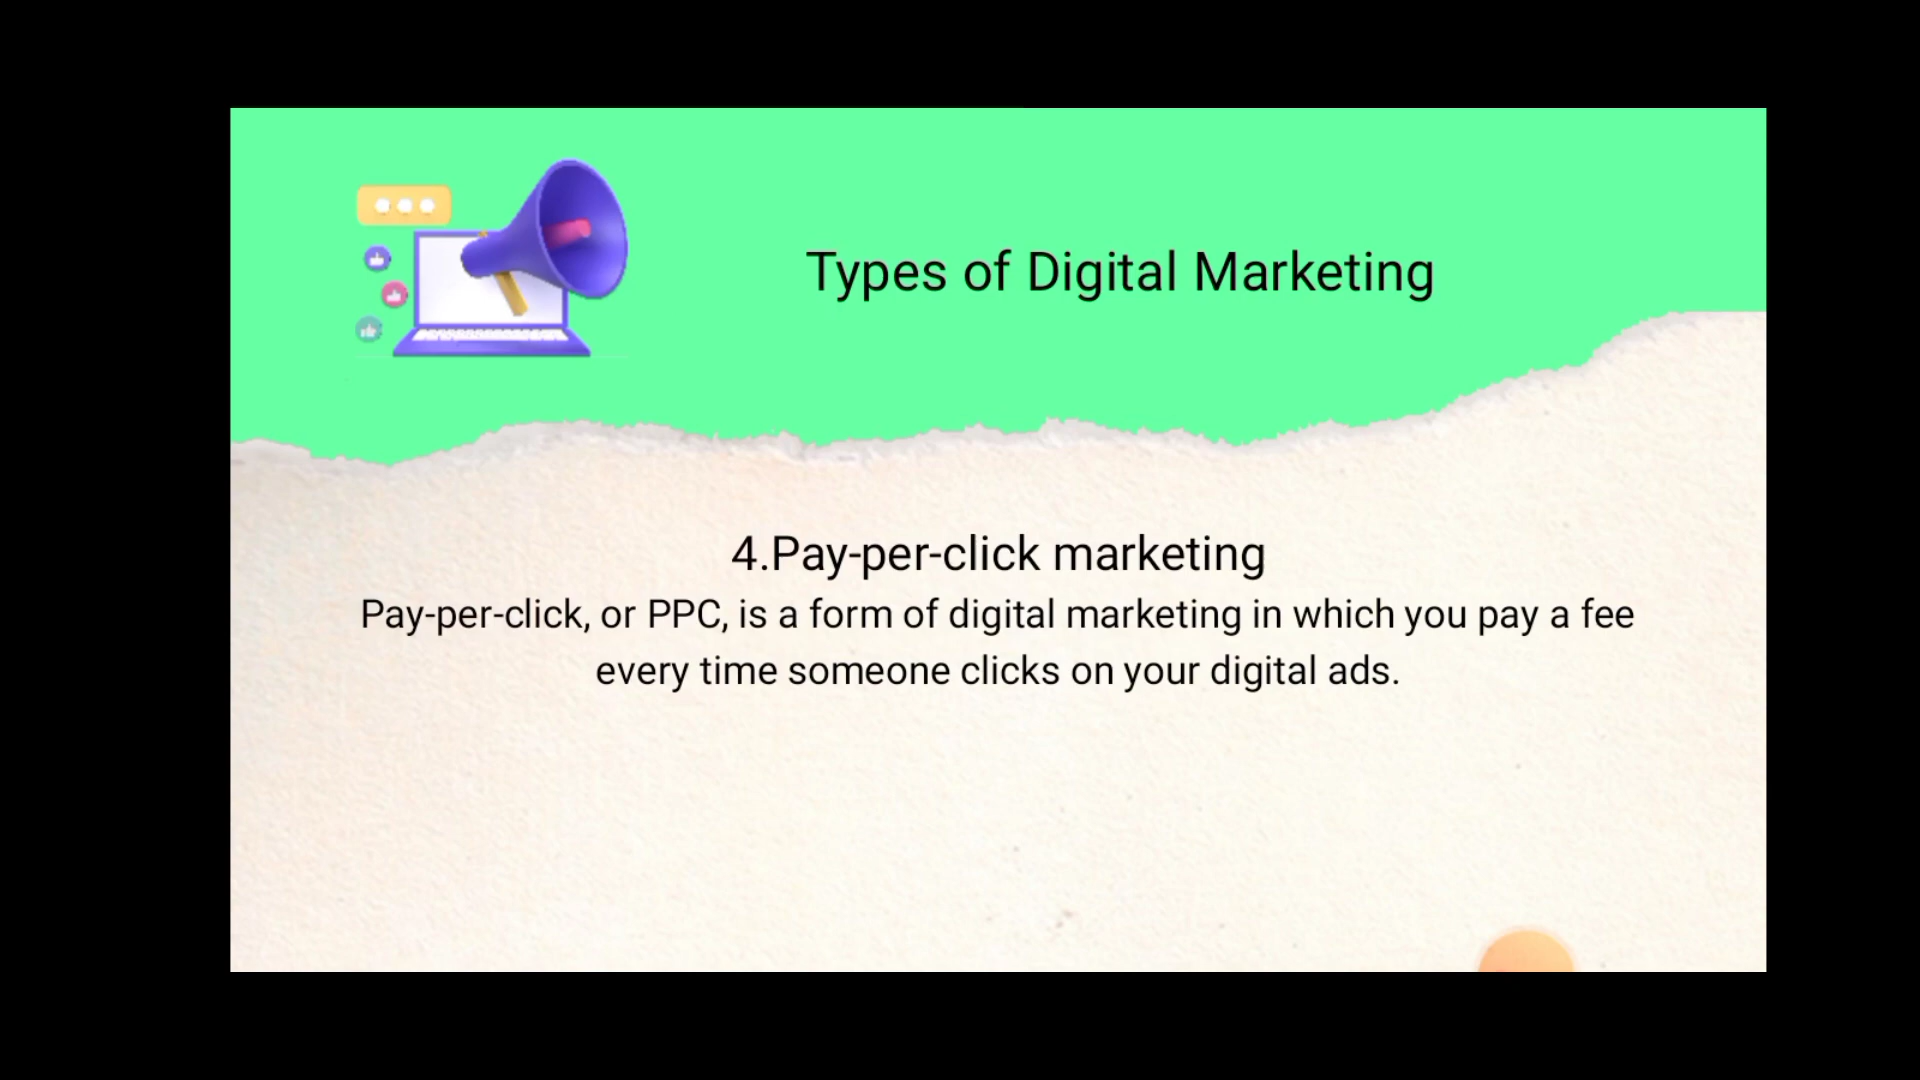 Types of Digital Marketing
4.Pay-per-click marketing
Pay-per-click, or PPC, is a form of digital marketing in which you pay a fee
every time someone clicks on your digital ads.